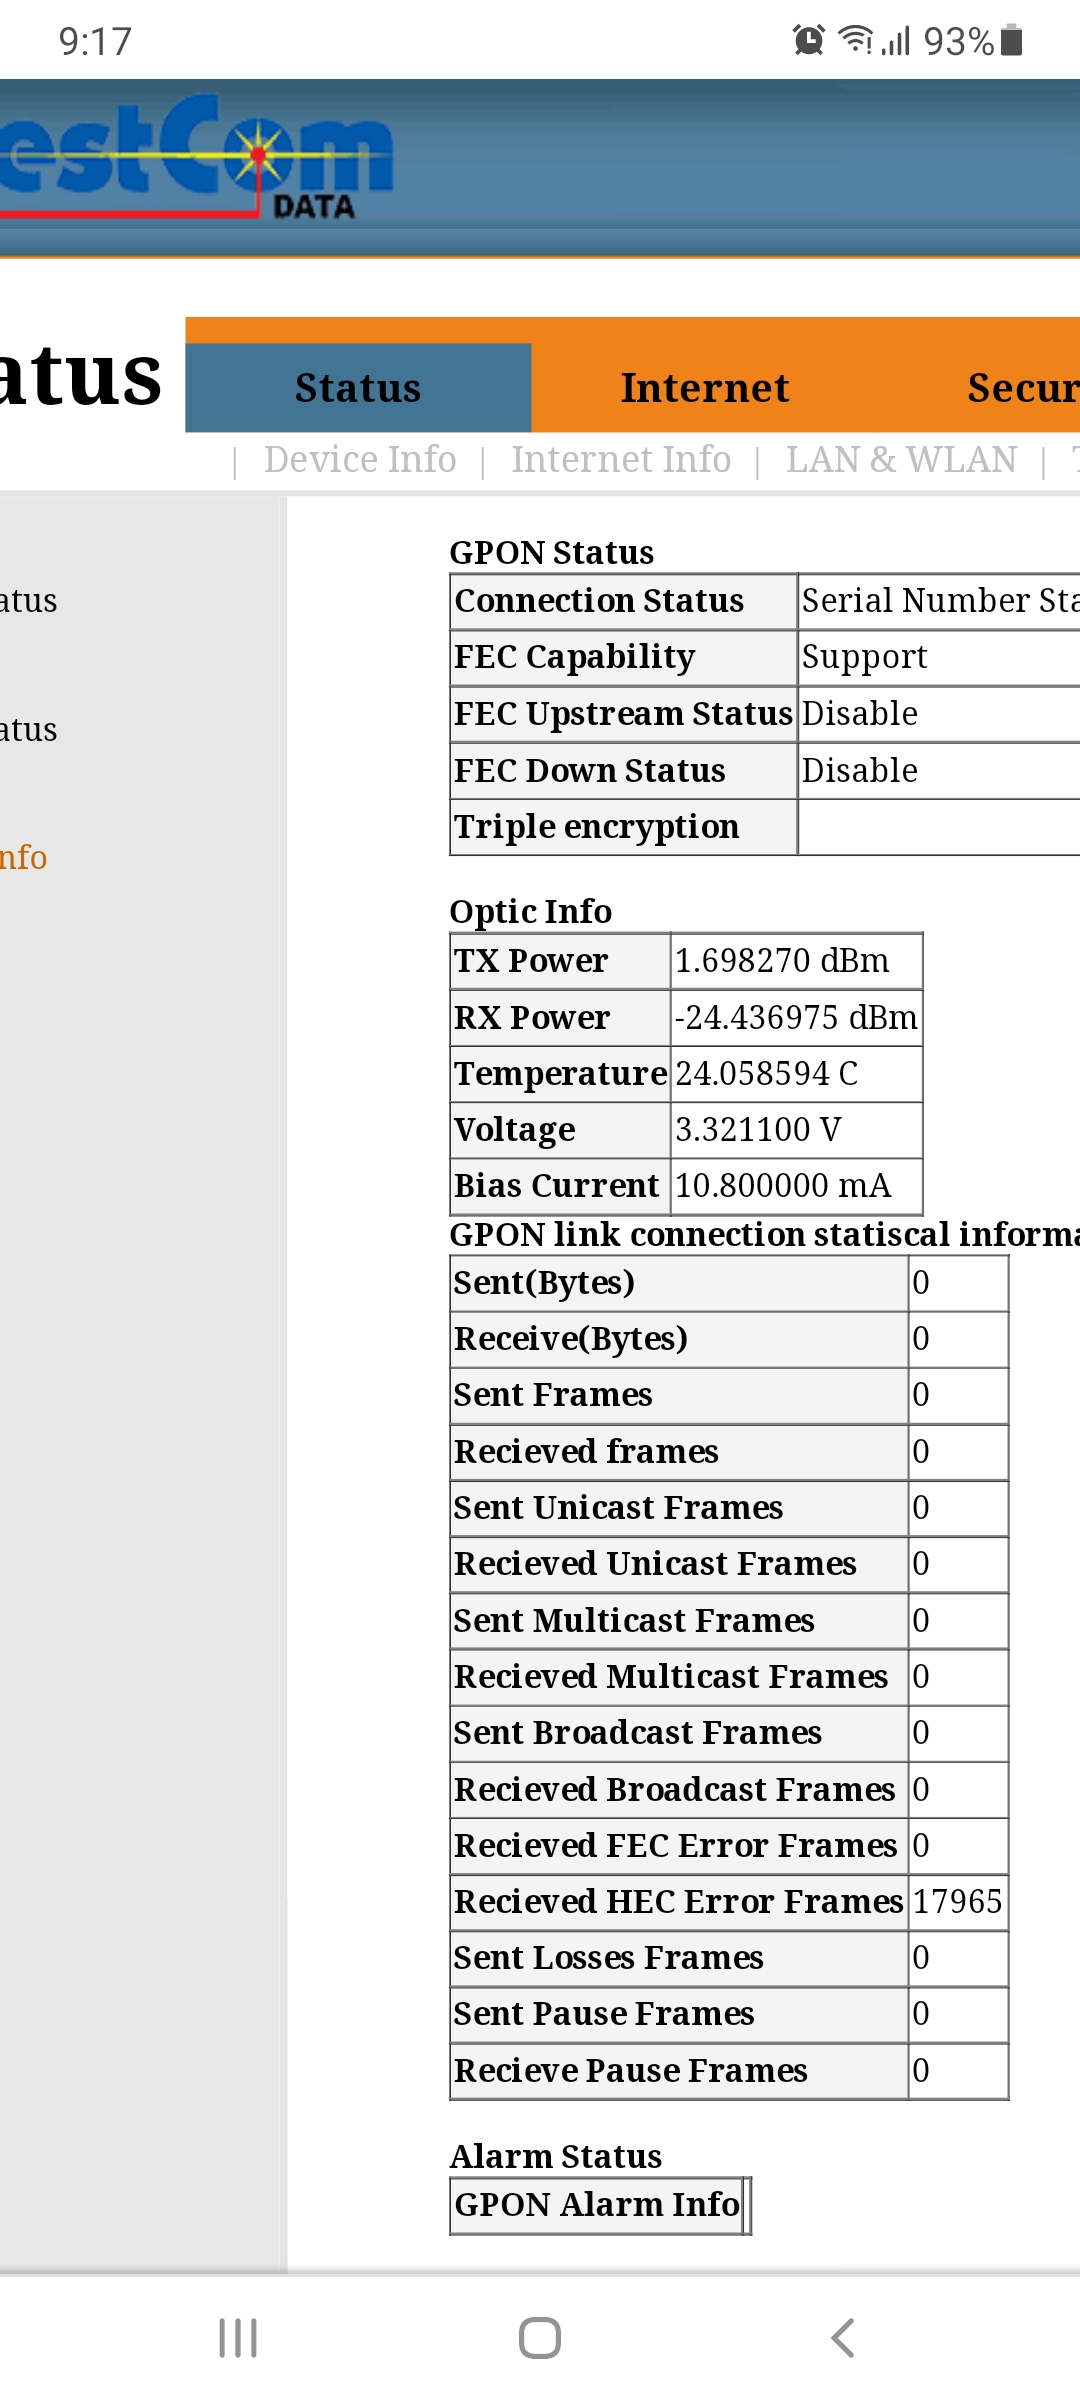 9:17 93%
estCom
DATA
atus
Status Internet Secur
| Device Info | Internet Info | LAN & WLAN |
atus
atus
nfo
GPON Status
Connection Status Serial Number Sta
FEC Capability Support
FEC Upstream Status Disable
FEC Down Status Disable
Triple encryption
Optic Info
TX Power 1.698270 dBm
RX Power -24.436975 dBm
Temperature 24.058594 C
Voltage 3.321100 V
Bias Current 10.800000 mA
GPON link connection statiscal informa
Sent(Bytes) 0
Receive(Bytes) 0
Sent Frames 0
Recieved frames 0
Sent Unicast Frames 0
Recieved Unicast Frames 0
Sent Multicast Frames 0
Recieved Multicast Frames 0
Sent Broadcast Frames 0
Recieved Broadcast Frames 0
Recieved FEC Error Frames 0
Recieved HEC Error Frames 17965
Sent Losses Frames 0
Sent Pause Frames 0
Recieve Pause Frames 0
Alarm Status
GPON Alarm Info